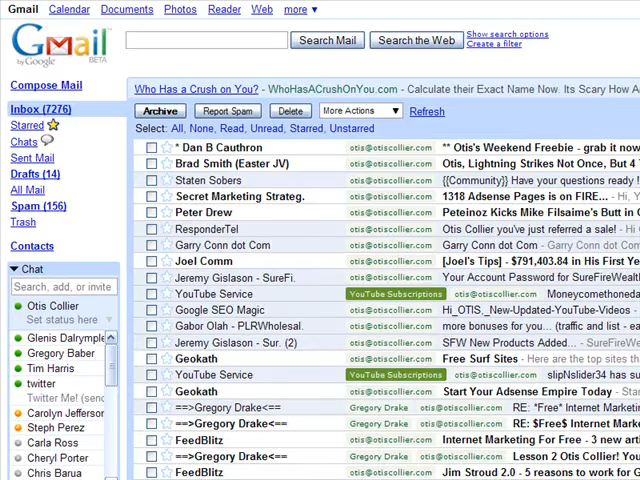 Gmail Calendar Documents Photos Reader Web more ▼
Gmail by Google BETA
Search Mail Search the Web Show search options
Create a filter
Compose Mail
Inbox (7276)
Starred
Chats
Sent Mail
Drafts (14)
All Mail
Spam (156)
Trash
Contacts
Chat
Search, add, or invite
Otis Collier
Set status here
Glenis Dalrymple
Gregory Baber
Tim Harris
twitter
Twitter Me! (send
Carolyn Jefferson
Steph Perez
Carla Ross
Cheryl Porter
Chris Barua
Who Has a Crush on You? - WhoHasACrushOnYou.com - Calculate their Exact Name Now. Its Scary How A
Archive Report Spam Delete More Actions Refresh
Select: All, None, Read, Unread, Starred, Unstarred
* Dan B Cauthron otis@otiscollier.com ** Otis's Weekend Freebie - grab it now
Brad Smith (Easter JV) otis@otiscollier.com Otis, Lightning Strikes Not Once, But 4
Staten Sobers otis@otiscollier.com {{Community}} Have your questions ready !
Secret Marketing Strateg. otis@otiscollier.com 1318 Adsense Pages is on FIRE... - Hi, Y
Peter Drew otis@otiscollier.com Peteinoz Kicks Mike Filsaime's Butt in
ResponderTel otis@otiscollier.com Otis Collier you've just referred a sale! -
Garry Conn dot Com otis@otiscollier.com Garry Conn dot Com
Joel Comm otis@otiscollier.com [Joel's Tips] - $791,403.84 in His First Ye
Jeremy Gislason - SureFi. otis@otiscollier.com Your Account Password for SureFireWealth
YouTube Service YouTube Subscriptions otis@otiscollier.com Moneycomethoneda
Google SEO Magic otis@otiscollier.com Hi_OTIS,_New-Updated-YouTube-Videos -
Gabor Olah - PLRWholesal. otis@otiscollier.com more bonuses for you... (traffic and list - ea
Jeremy Gislason - Sur. (2) otis@otiscollier.com SFW New Products Added...
Geokath otis@otiscollier.com Free Surf Sites - Here are the top sites th
YouTube Service YouTube Subscriptions otis@otiscollier.com slipNslider34 has su
Geokath otis@otiscollier.com Start Your Adsense Empire Today -
==>Gregory Drake<== Gregory Drake otis@otiscollier.com RE: *Free* Internet Market
==>Gregory Drake<== Gregory Drake otis@otiscollier.com RE: $Free$ Internet Market
FeedBlitz otis@otiscollier.com Internet Marketing For Free - 3 new arti
==>Gregory Drake<== Gregory Drake otis@otiscollier.com Lesson 2 Otis Collier! You
FeedBlitz otis@otiscollier.com Jim Stroud 2.0 - 5 reasons to work for G